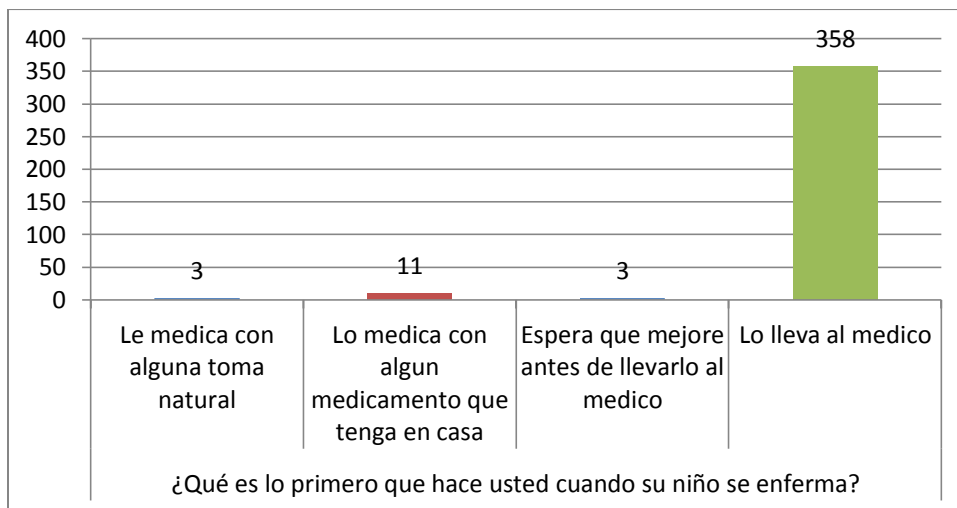 400
350
300
250
200
150
100
50
0
3
11
3
358
Le medica con
alguna toma
natural
Lo medica con
algun
medicamento que
tenga en casa
Espera que mejore
antes de llevarlo al
medico
Lo lleva al medico
¿Qué es lo primero que hace usted cuando su niño se enferma?